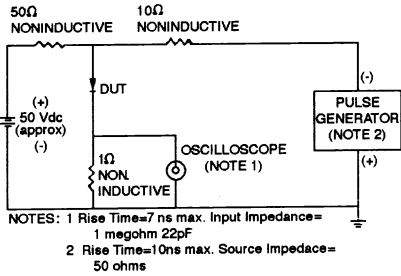 50Ω
NONINDUCTIVE
10Ω
NONINDUCTIVE
DUT
(+)
50 Vdc
(approx)
(-)
1Ω
NON.
INDUCTIVE
OSCILLOSCOPE
(NOTE 1)
(-)
PULSE
GENERATOR
(NOTE 2)
(+)
NOTES: 1 Rise Time=7 ns max. Input Impedance=
1 megohm 22pF
2 Rise Time=10ns max. Source Impedace=
50 ohms